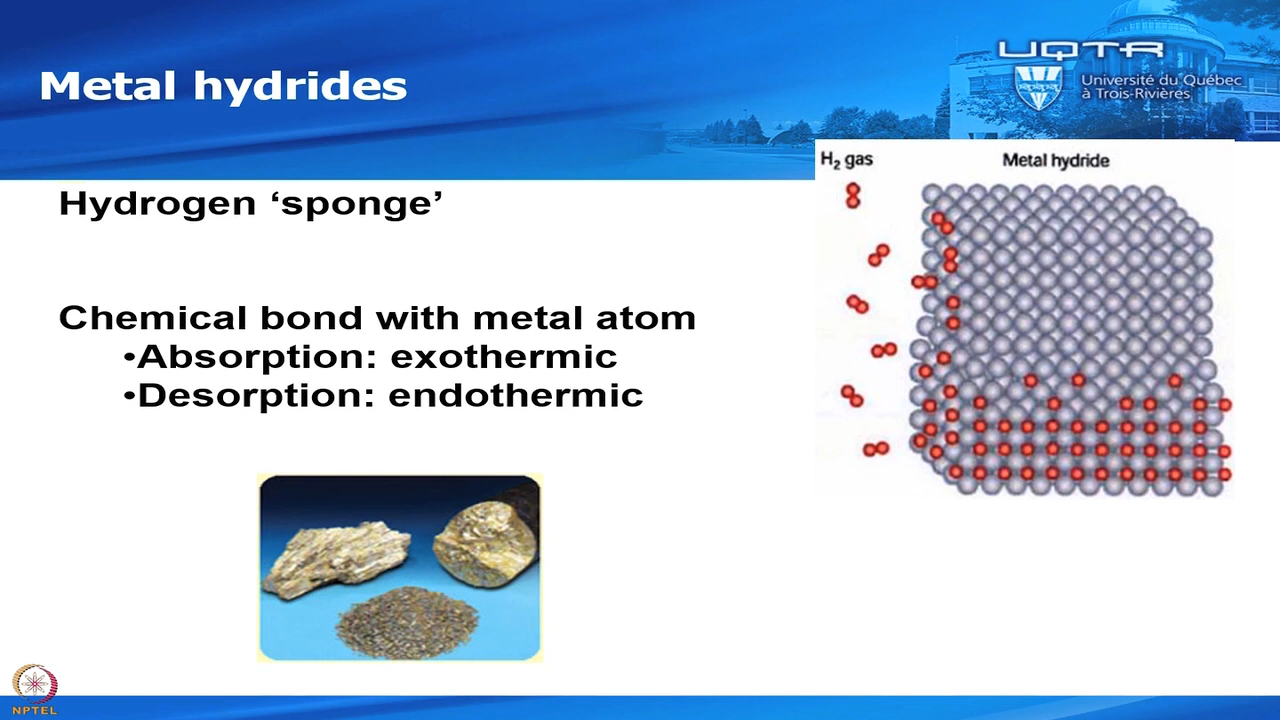 Metal hydrides
UQTR
Université du Québec
à Trois-Rivières
H₂ gas
Metal hydride
Hydrogen ‘sponge’
Chemical bond with metal atom
•Absorption: exothermic
•Desorption: endothermic
NPTEL